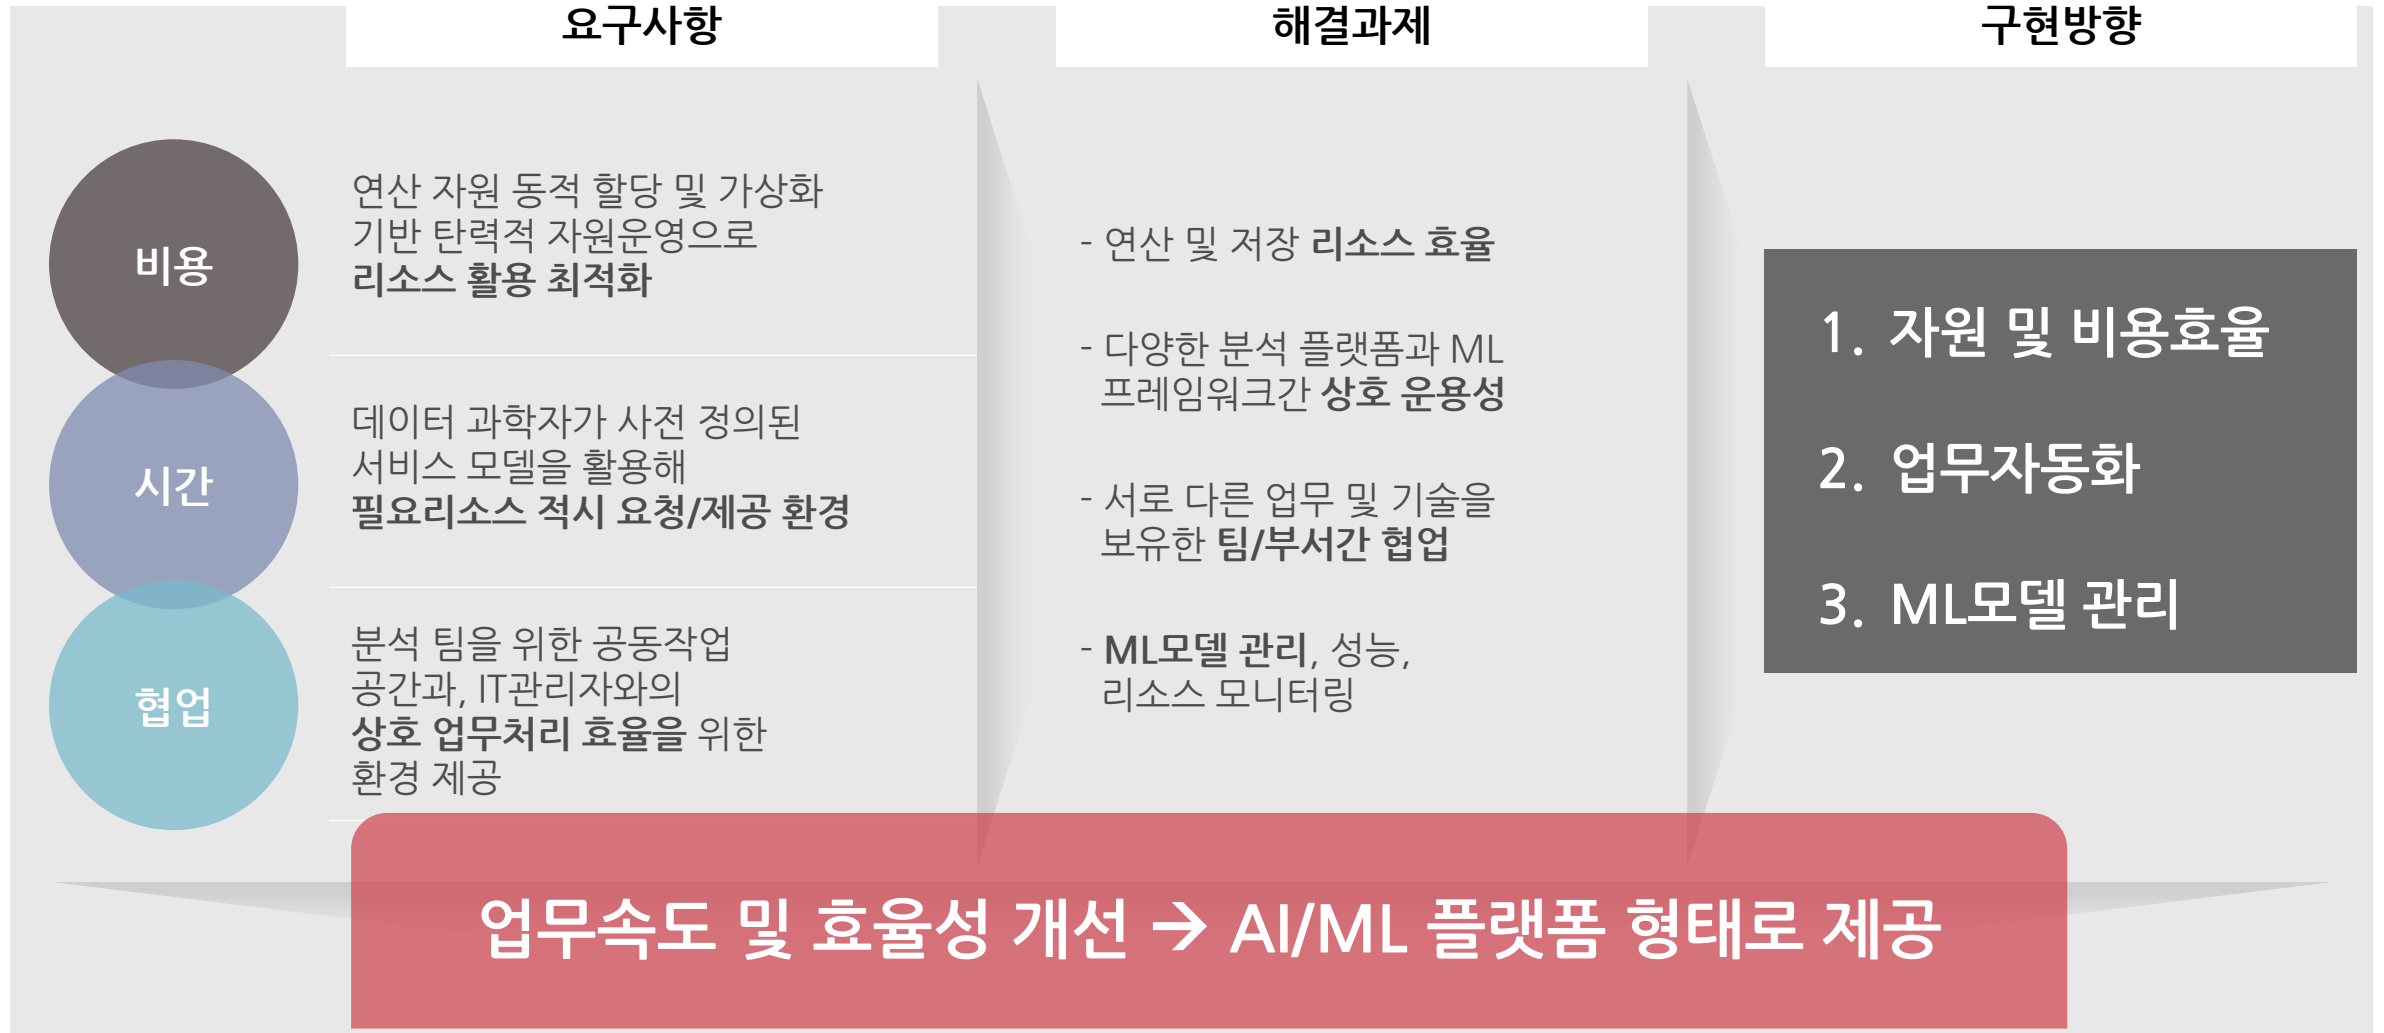 요구사항
해결과제
구현방향
비용
연산 자원 동적 할당 및 가상화
기반 탄력적 자원운영으로
리소스 활용 최적화
시간
데이터 과학자가 사전 정의된
서비스 모델을 활용해
필요리소스 적시 요청/제공 환경
협업
분석 팀을 위한 공동작업
공간과, IT관리자와의
상호 업무처리 효율을 위한
환경 제공
- 연산 및 저장 리소스 효율
- 다양한 분석 플랫폼과 ML
프레임워크간 상호 운용성
- 서로 다른 업무 및 기술을
보유한 팀/부서간 협업
- ML모델 관리, 성능,
리소스 모니터링
1. 자원 및 비용효율
2. 업무자동화
3. ML모델 관리
업무속도 및 효율성 개선 → AI/ML 플랫폼 형태로 제공